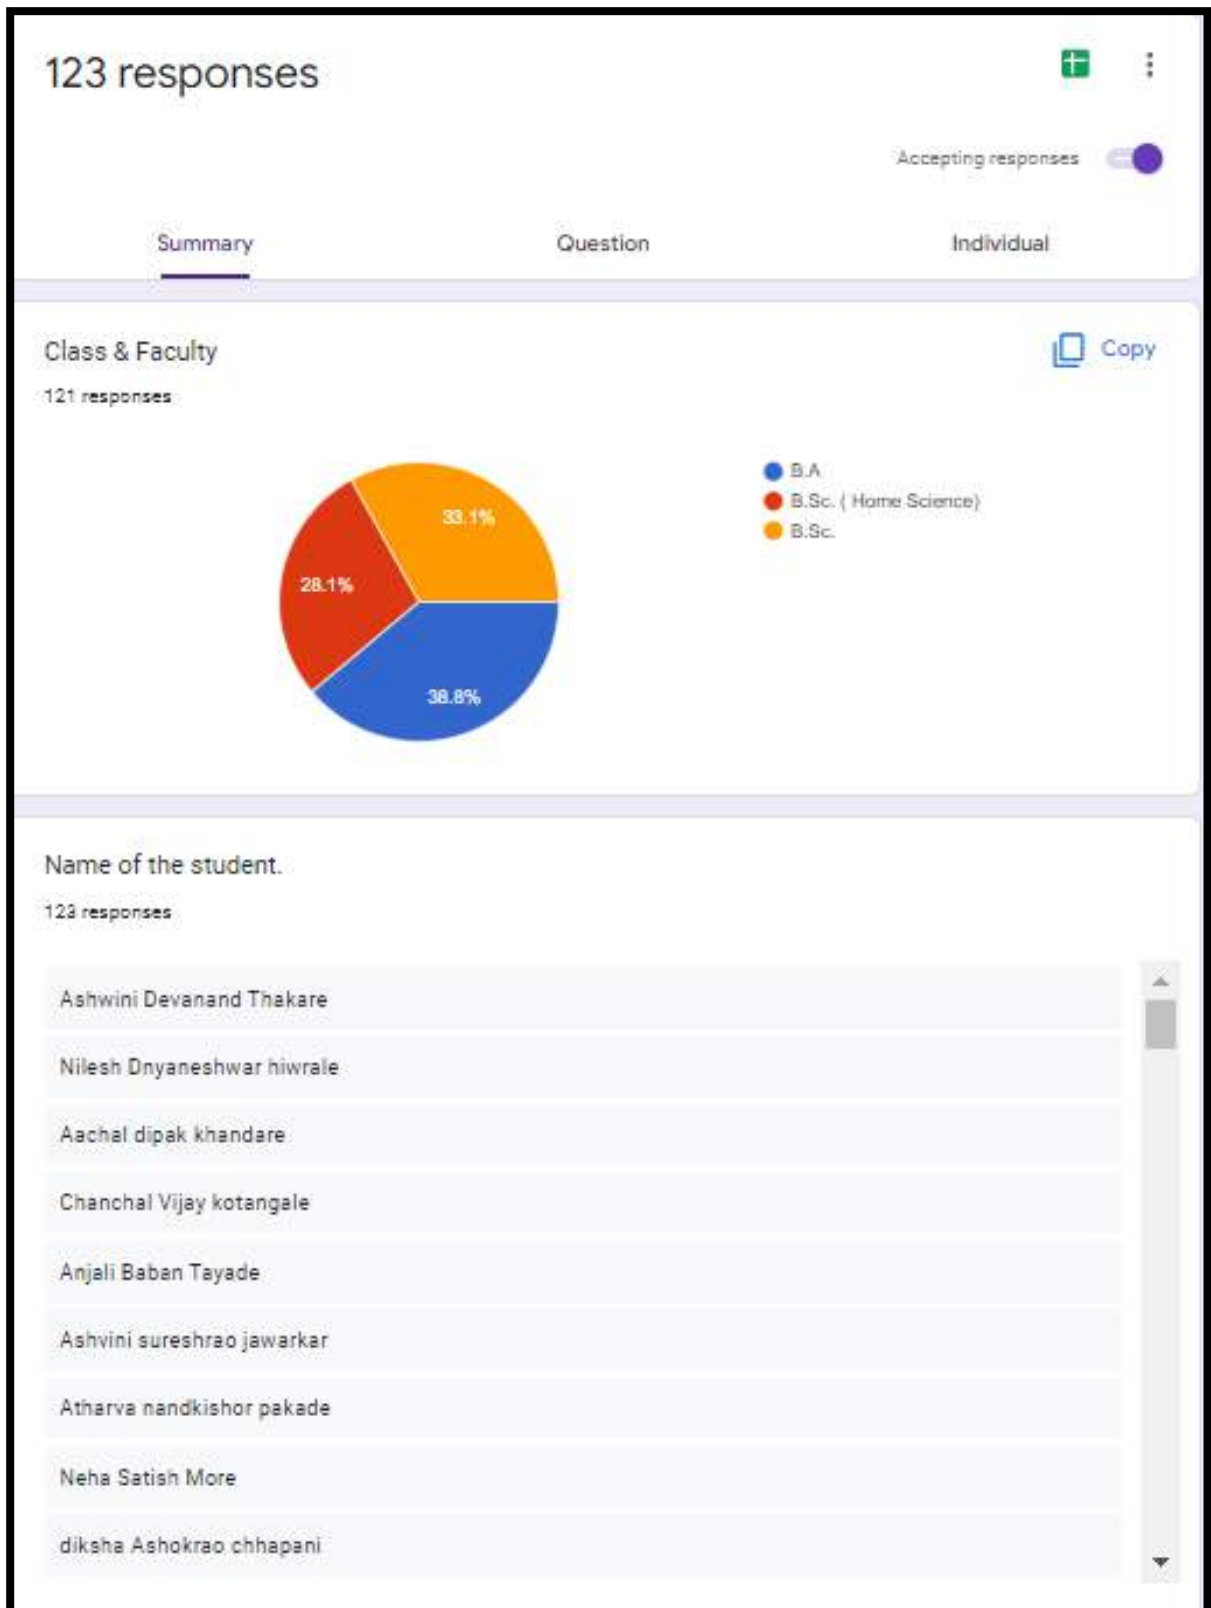 123 responses
Accepting responses
Summary
Question
Individual
Class & Faculty
Copy
121 responses
B.A
B.Sc. ( Home Science)
B.Sc.
33.1%
28.1%
38.8%
Name of the student.
123 responses
Ashwini Devanand Thakare
Nilesh Dnyaneshwar hiwrale
Aachal dipak khandare
Chanchal Vijay kotangale
Anjali Baban Tayade
Ashvini sureshrao jawarkar
Atharva nandkishor pakade
Neha Satish More
diksha Ashokrao chhapani